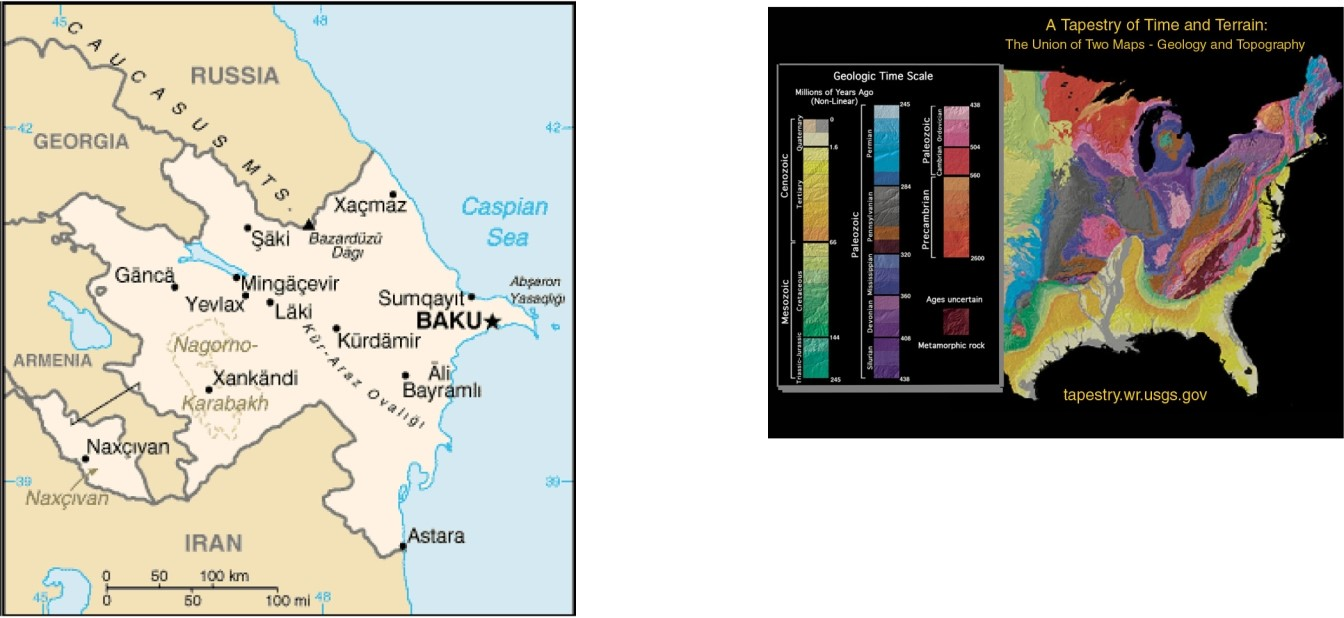 45
48
CAUCASUS MTS.
RUSSIA
42
42
GEORGIA
Xaçmaz
Caspian
Sea
Şäki
Bazardüzü
Dağı
Gäncä
Mingäçevir
Abşeron
Yasaqlığı
Yevlax
Läki
Sumqayıt
BAKU
Kür-Araz Ovalığı
Kürdämir
Nagorno-
ARMENIA
Xankändi
Äli
Bayramlı
Karabakh
Naxçıvan
39
39
Naxçıvan
Astara
IRAN
0 50 100 km
0 50 100 mi
45
48
A Tapestry of Time and Terrain:
The Union of Two Maps - Geology and Topography
Geologic Time Scale
Millions of Years Ago
(Non-Linear)
Cenozoic
Quaternary
Tertiary
0
1.6
66
Mesozoic
Cretaceous
Triassic-Jurassic
144
245
Paleozoic
Permian
Pennsylvanian
Mississippian
Devonian
Silurian
245
284
320
360
408
438
Paleozoic
Ordovician
Cambrian
Precambrian
438
504
560
2600
Ages uncertain
Metamorphic rock
tapestry.wr.usgs.gov